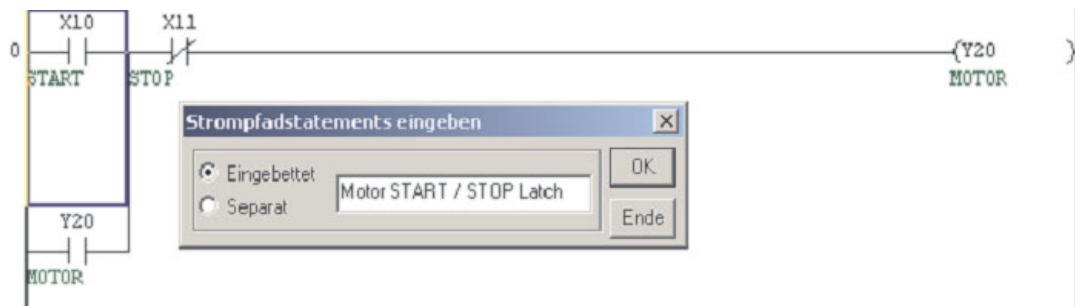 X10 X11
0 (Y20 )
START STOP MOTOR
Strompfadstatements eingeben
Eingebettet
Separat
Motor START / STOP Latch
OK
Ende
Y20
MOTOR